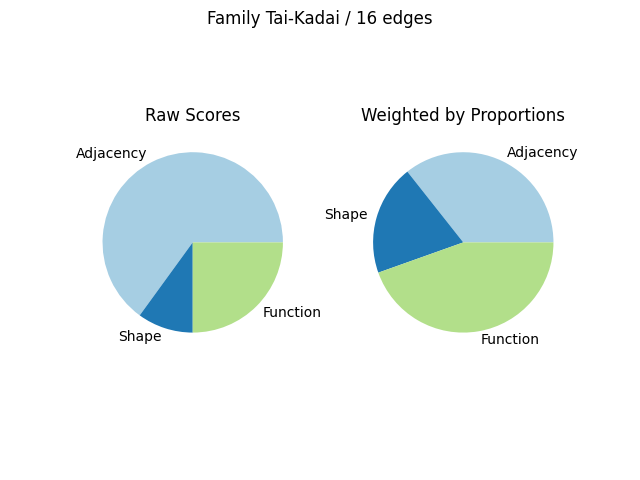 Family Tai-Kadai / 16 edges
Raw Scores
Adjacency
Shape
Function
Weighted by Proportions
Adjacency
Shape
Function